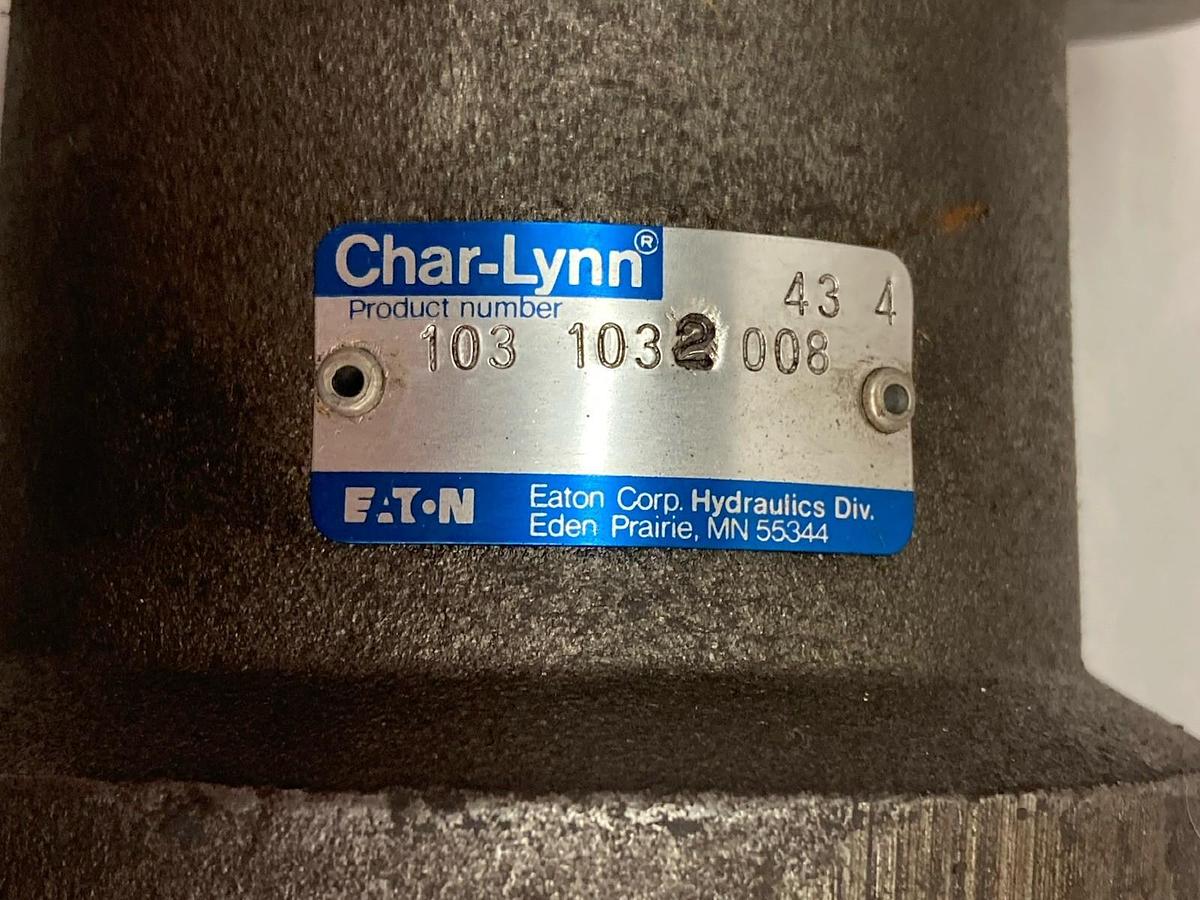 Char-Lynn®
Product number
43 4
103 1032 008
EATON
Eaton Corp. Hydraulics Div.
Eden Prairie, MN 55344